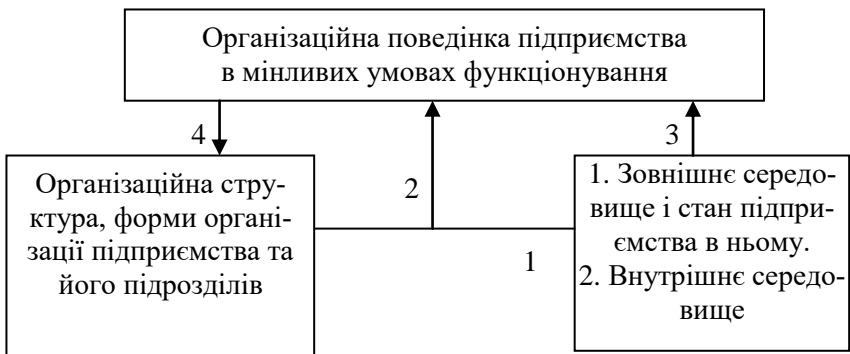 Організаційна поведінка підприємства
в мінливих умовах функціонування
4
3
2
1
Організаційна стру-
ктура, форми органі-
зації підприємства та
його підрозділів
1. Зовнішнє середо-
вище і стан підпри-
ємства в ньому.
2. Внутрішнє середо-
вище